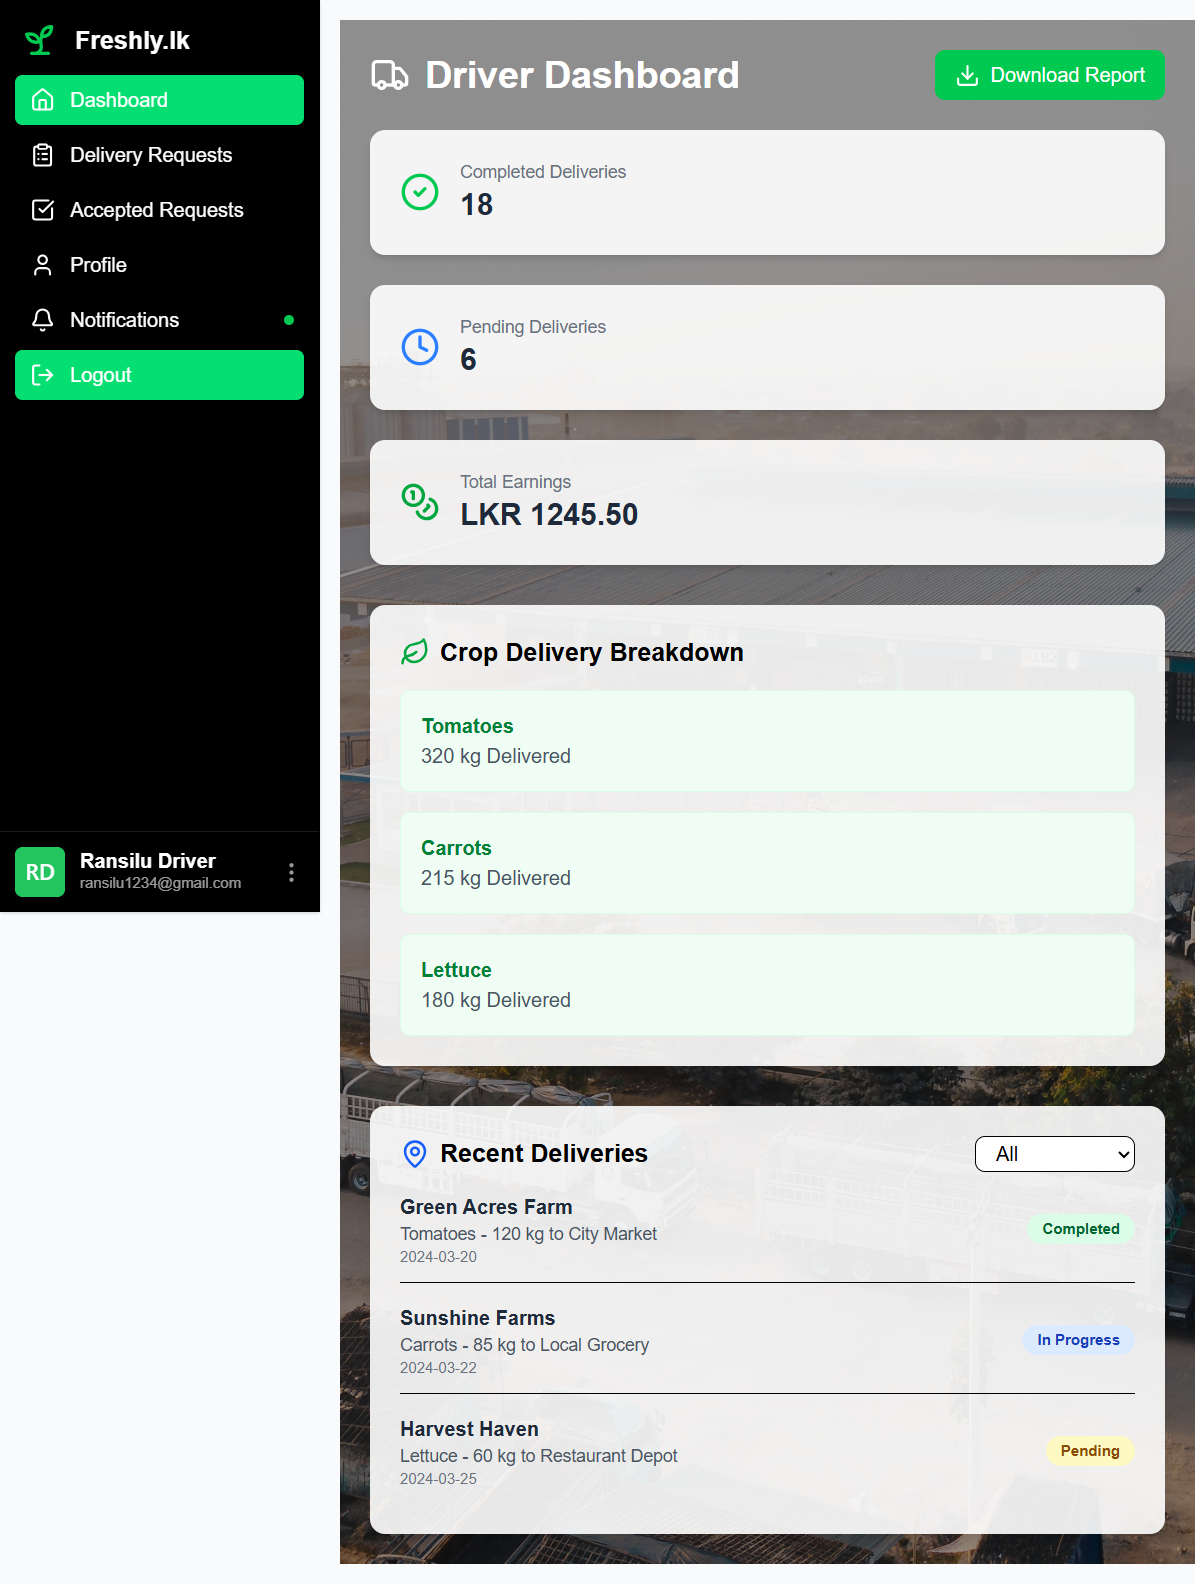 Freshly.lk
Dashboard
Delivery Requests
Accepted Requests
Profile
Notifications
Logout
RD
Ransilu Driver
ransilu1234@gmail.com
Driver Dashboard
Download Report
Completed Deliveries
18
Pending Deliveries
6
Total Earnings
LKR 1245.50
Crop Delivery Breakdown
Tomatoes
320 kg Delivered
Carrots
215 kg Delivered
Lettuce
180 kg Delivered
Recent Deliveries
All
Green Acres Farm
Tomatoes - 120 kg to City Market
2024-03-20
Completed
Sunshine Farms
Carrots - 85 kg to Local Grocery
2024-03-22
In Progress
Harvest Haven
Lettuce - 60 kg to Restaurant Depot
2024-03-25
Pending